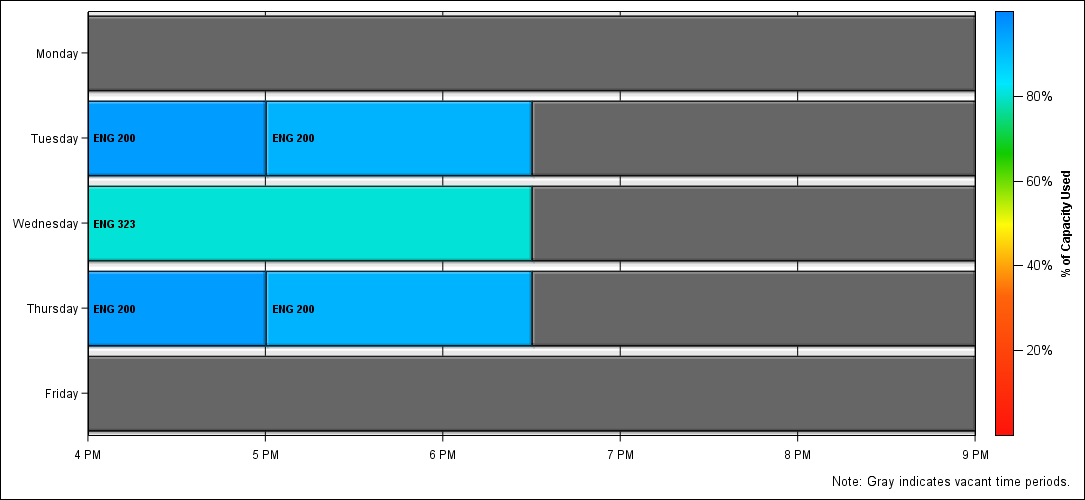 Monday
Tuesday
ENG 200
ENG 200
Wednesday
ENG 323
Thursday
ENG 200
ENG 200
Friday
4 PM
5 PM
6 PM
7 PM
8 PM
9 PM
80%
60%
40%
20%
% of Capacity Used
Note: Gray indicates vacant time periods.